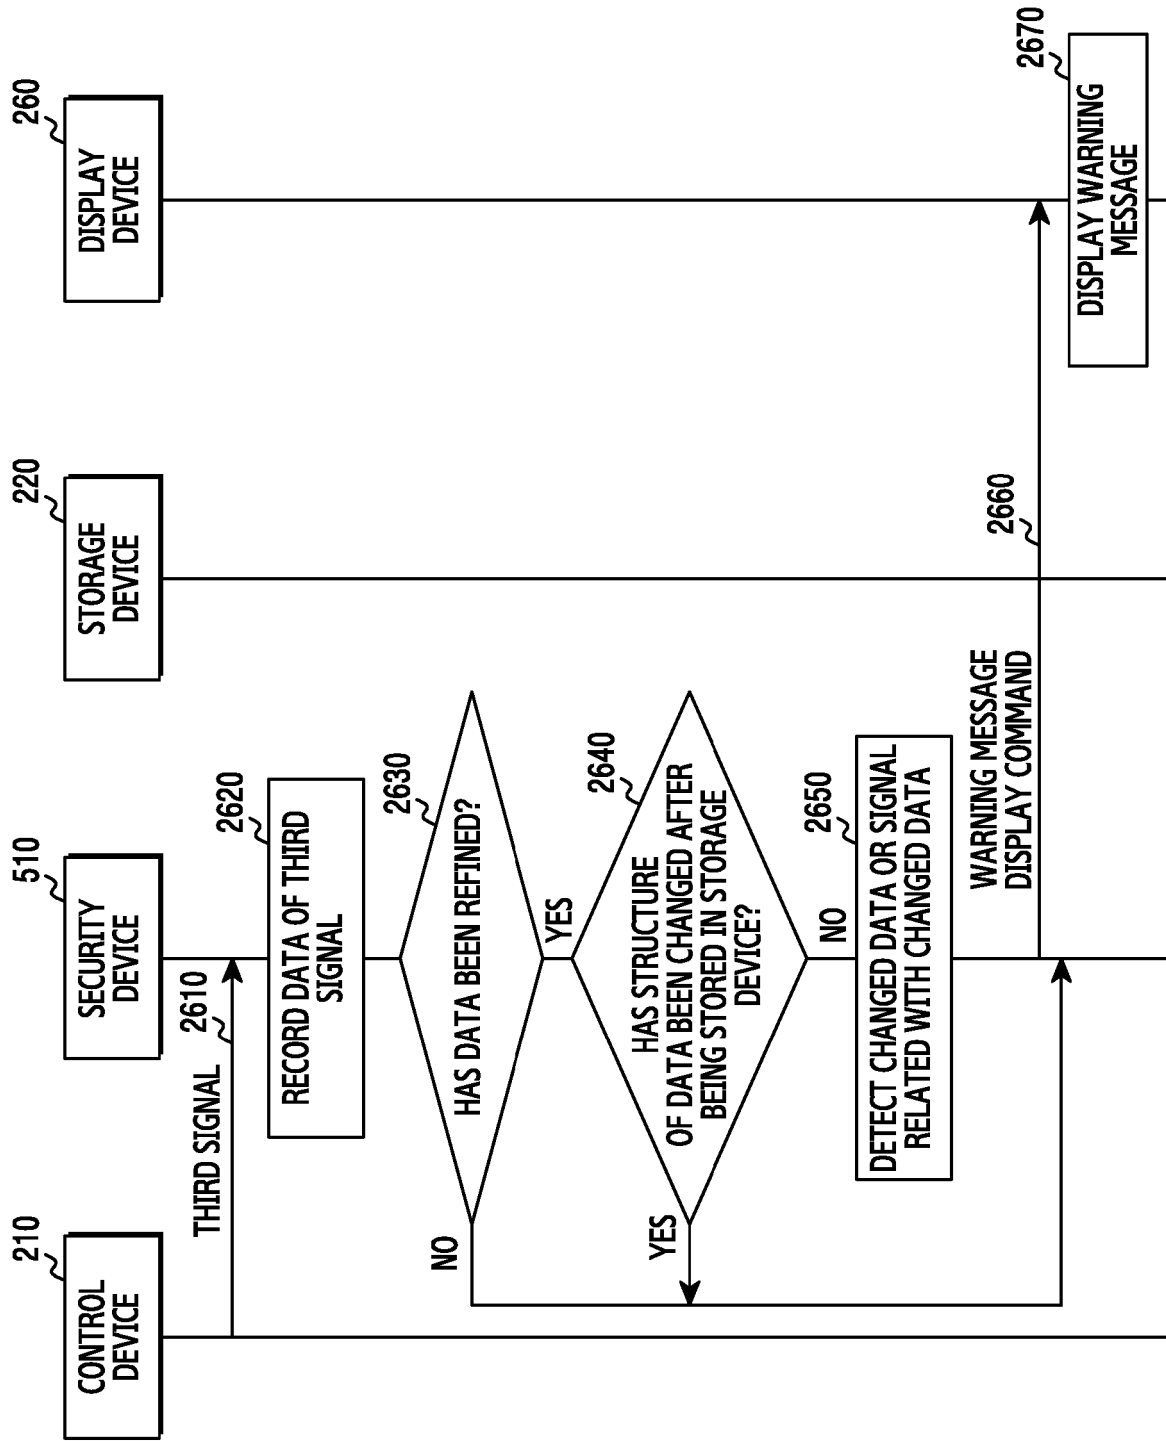 210
CONTROL
DEVICE
510
SECURITY
DEVICE
220
STORAGE
DEVICE
260
DISPLAY
DEVICE
THIRD SIGNAL
2610
2620
RECORD DATA OF THIRD
SIGNAL
2630
HAS DATA BEEN REFINED?
NO
YES
2640
HAS STRUCTURE
OF DATA BEEN CHANGED AFTER
BEING STORED IN STORAGE
DEVICE?
YES
NO
2650
DETECT CHANGED DATA OR SIGNAL
RELATED WITH CHANGED DATA
WARNING MESSAGE
DISPLAY COMMAND
2660
2670
DISPLAY WARNING
MESSAGE